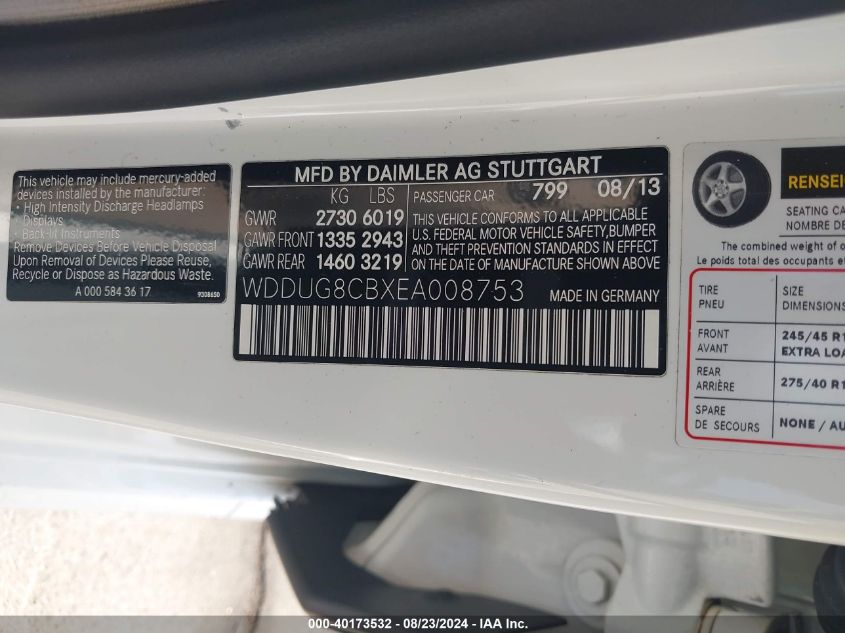 This vehicle may include mercury-added
devices installed by the manufacturer:
· High Intensity Discharge Headlamps
Displays
· Back-lit Instruments
Remove Devices Before Vehicle Disposal
Upon Removal of Devices Please Reuse,
Recycle or Dispose as Hazardous Waste.
A 000 584 36 17
9308650
MFD BY DAIMLER AG STUTTGART
KG LBS
GVWR 2730 6019
GAWR FRONT 1335 2943
GAWR REAR 1460 3219
PASSENGER CAR 799 08/13
THIS VEHICLE CONFORMS TO ALL APPLICABLE
U.S. FEDERAL MOTOR VEHICLE SAFETY,BUMPER
AND THEFT PREVENTION STANDARDS IN EFFECT
ON THE DATE OF MANUFACTURE SHOWN ABOVE
WDDUG8CBXEA008753 MADE IN GERMANY
RENSEI
SEATING CA
NOMBRE DE
The combined weight of o
Le poids total des occupants e
TIRE SIZE
PNEU DIMENSION
FRONT 245/45 R1
AVANT EXTRA LOA
REAR
ARRIÈRE 275/40 R1
SPARE
DE SECOURS NONE / AU
000-40173532 - 08/23/2024 - IAA Inc.